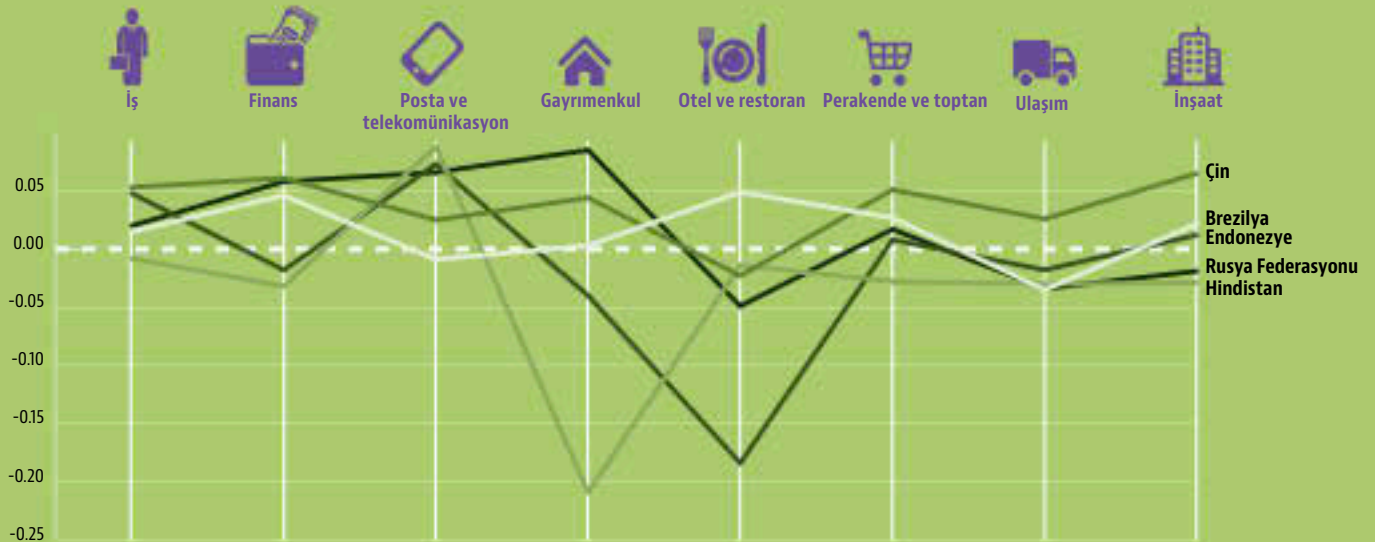 İş
Finans
Posta ve
telekomünikasyon
Gayrımenkul
Otel ve restoran
Perakende ve toptan
Ulaşım
İnşaat
0.05
0.00
-0.05
-0.10
-0.15
-0.20
-0.25
Çin
Brezilya
Endonezye
Rusya Federasyonu
Hindistan